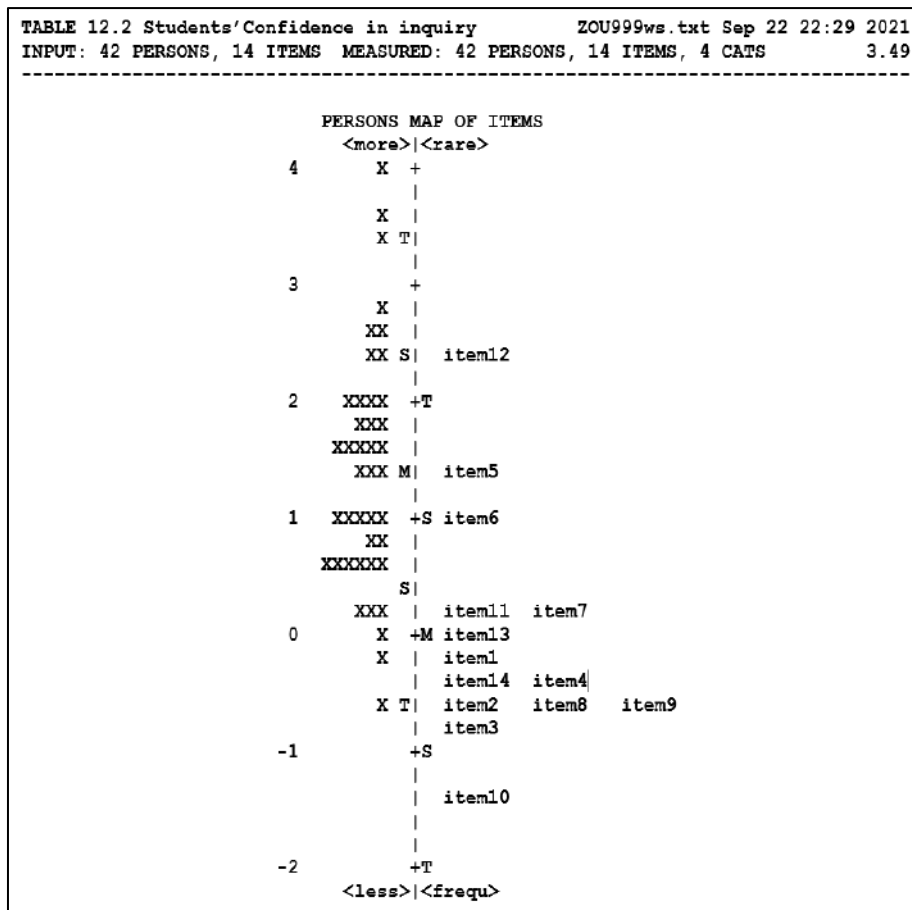 TABLE 12.2 Students'Confidence in inquiry          ZOU999ws.txt Sep 22 22:29 2021
INPUT: 42 PERSONS, 14 ITEMS  MEASURED: 42 PERSONS, 14 ITEMS, 4 CATS         3.49
--------------------------------------------------------------------------------
PERSONS MAP OF ITEMS
<more>|<rare>
4 X +
|
X |
X T|
|
3 +
X |
XX |
XX S| item12
|
2 XXXX +T
XXX |
XXXXX |
XXX M| item5
|
1 XXXXX +S item6
XX |
XXXXXX |
S|
XXX | item11 item7
0 X +M item13
X | item1
| item14 item4
X T| item2 item8 item9
| item3
-1 +S
|
| item10
|
|
-2 +T
<less>|<frequ>